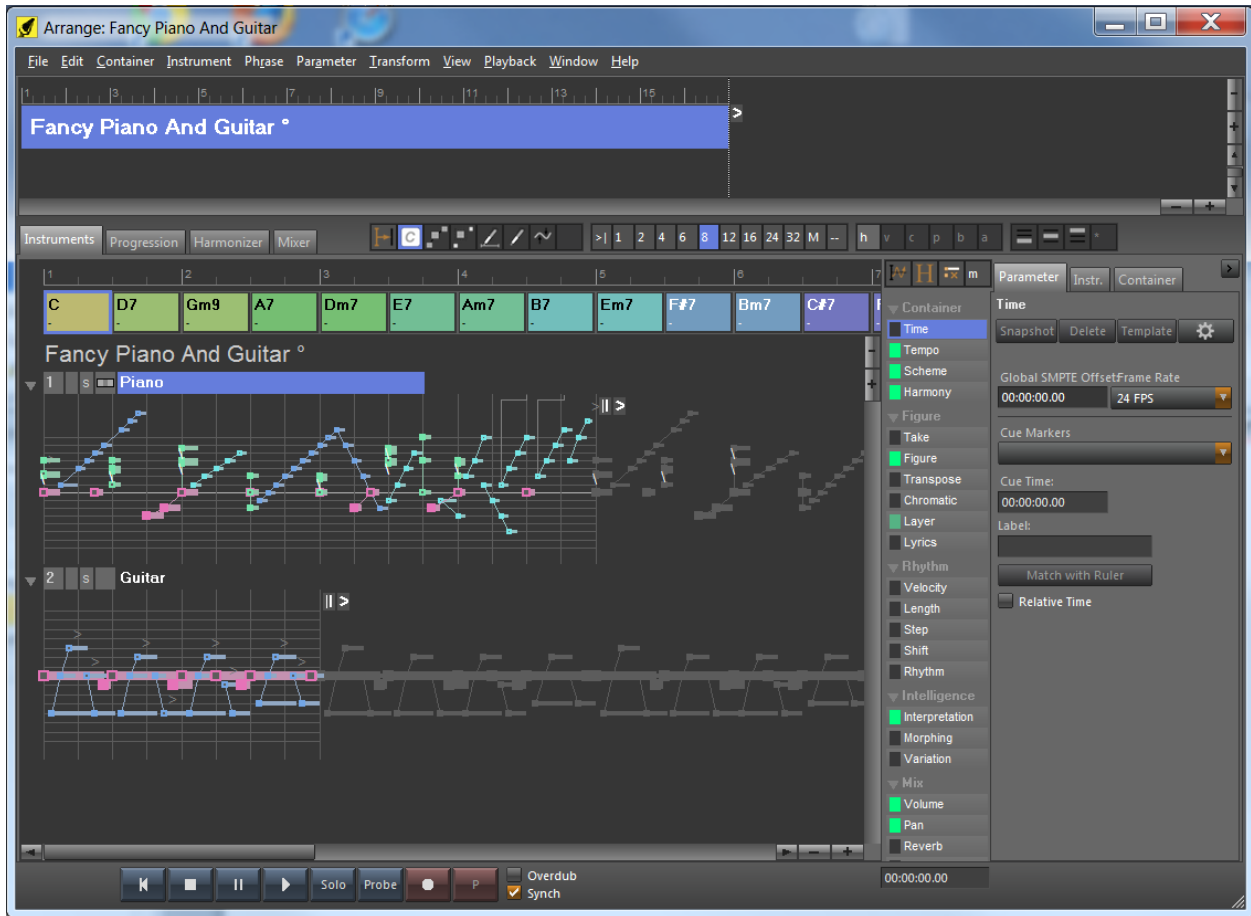 Arrange: Fancy Piano And Guitar
File Edit Container Instrument Phrase Parameter Transform View Playback Window Help
1 3 5 7 9 11 13 15
Fancy Piano And Guitar °
>
Instruments Progression Harmonizer Mixer C >| 1 2 4 6 8 12 16 24 32 M -- h v c p b a *
1 2 3 4 5 6 7 H m
C D7 Gm9 A7 Dm7 E7 Am7 B7 Em7 F#7 Bm7 C#7
Fancy Piano And Guitar °
1 s Piano
2 s Guitar
Container
Time
Tempo
Scheme
Harmony
Figure
Take
Figure
Transpose
Chromatic
Layer
Lyrics
Rhythm
Velocity
Length
Step
Shift
Rhythm
Intelligence
Interpretation
Morphing
Variation
Mix
Volume
Pan
Reverb
00:00:00.00
Parameter Instr. Container
Time
Snapshot Delete Template
Global SMPTE Offset:Frame Rate
00:00:00.00 24 FPS
Cue Markers
Cue Time:
00:00:00.00
Label:
Match with Ruler
Relative Time
Solo Probe P Overdub
Synch